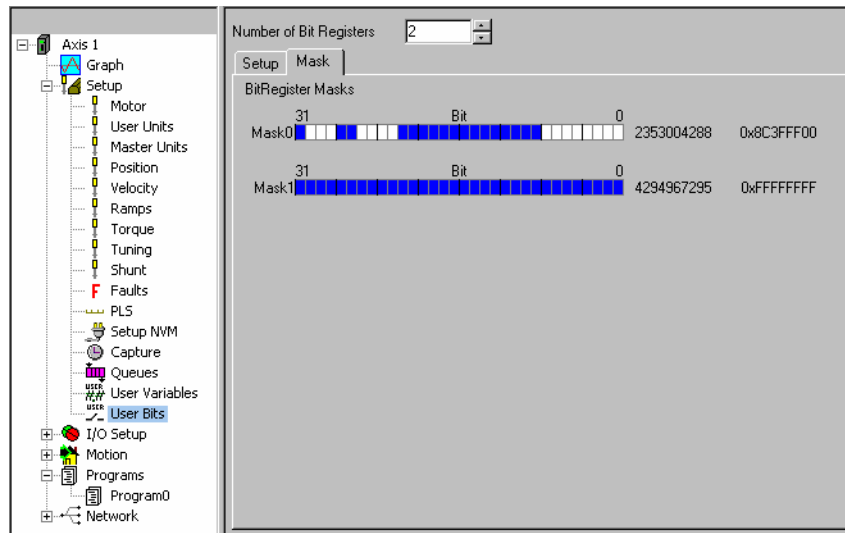 Axis 1
Graph
Setup
Motor
User Units
Master Units
Position
Velocity
Ramps
Torque
Tuning
Shunt
F Faults
PLS
Setup NVM
Capture
Queues
USER #.# User Variables
USER User Bits
I/O Setup
Motion
Programs
Program0
Network
Number of Bit Registers 2
Setup Mask
BitRegister Masks
31 Bit 0
Mask0 2353004288 0x8C3FFF00
31 Bit 0
Mask1 4294967295 0xFFFFFFFF